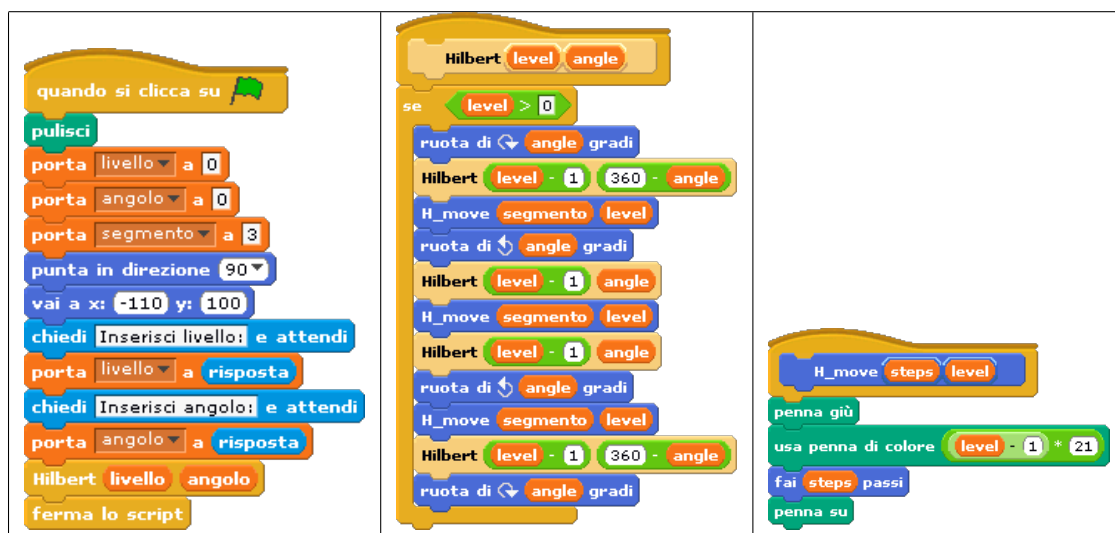 quando si clicca su
pulisci
porta livello a 0
porta angolo a 0
porta segmento a 3
punta in direzione 90
vai a x: -110 y: 100
chiedi Inserisci livello: e attendi
porta livello a risposta
chiedi Inserisci angolo: e attendi
porta angolo a risposta
Hilbert livello angolo
ferma lo script
Hilbert level angle
se level > 0
ruota di angle gradi
Hilbert level - 1 360 - angle
H_move segmento level
ruota di angle gradi
Hilbert level - 1 angle
H_move segmento level
Hilbert level - 1 angle
ruota di angle gradi
H_move segmento level
Hilbert level - 1 360 - angle
ruota di angle gradi
H_move steps level
penna giù
usa penna di colore level - 1 * 21
fai steps passi
penna su